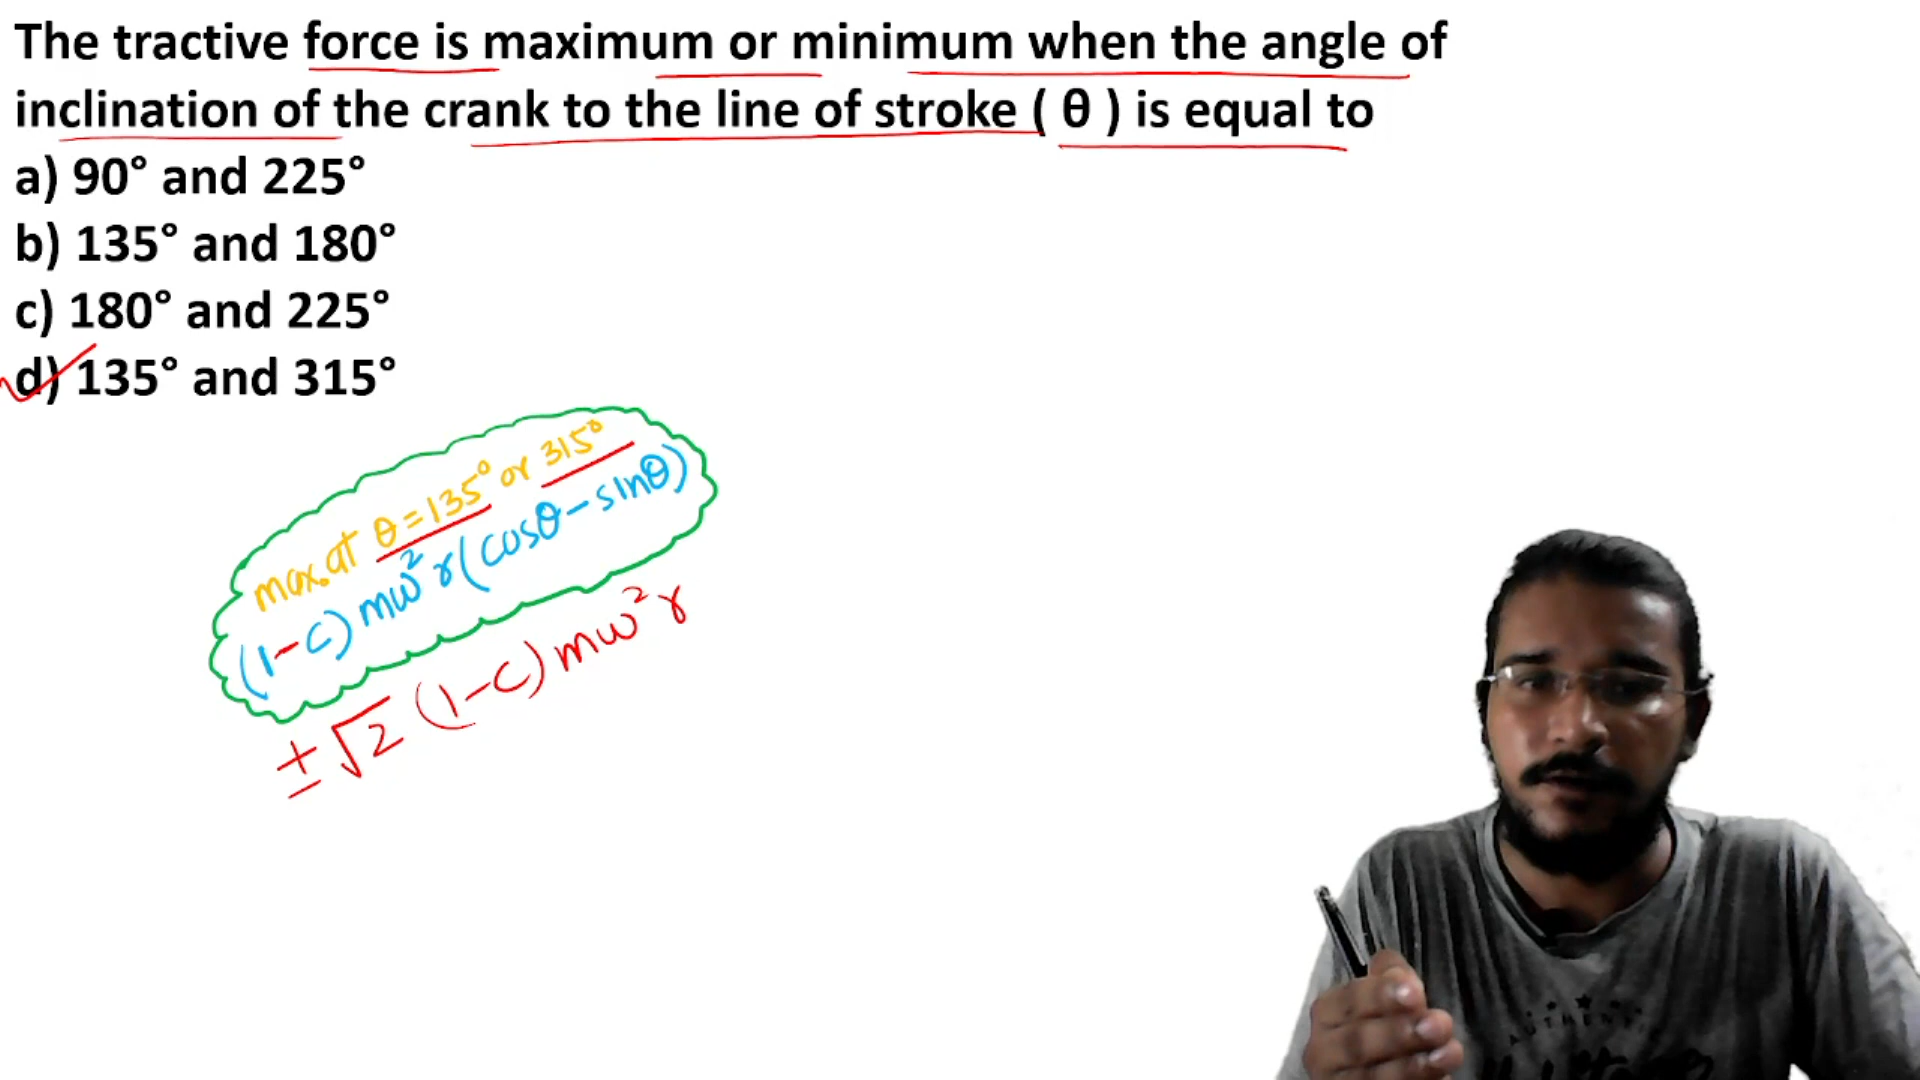 The tractive force is maximum or minimum when the angle of
inclination of the crank to the line of stroke ( θ ) is equal to
a) 90° and 225°
b) 135° and 180°
c) 180° and 225°
d) 135° and 315°
max. at θ = 135° or 315°
(1-c) mω²r(cosθ-sinθ)
± √2 (1-c) mω²r